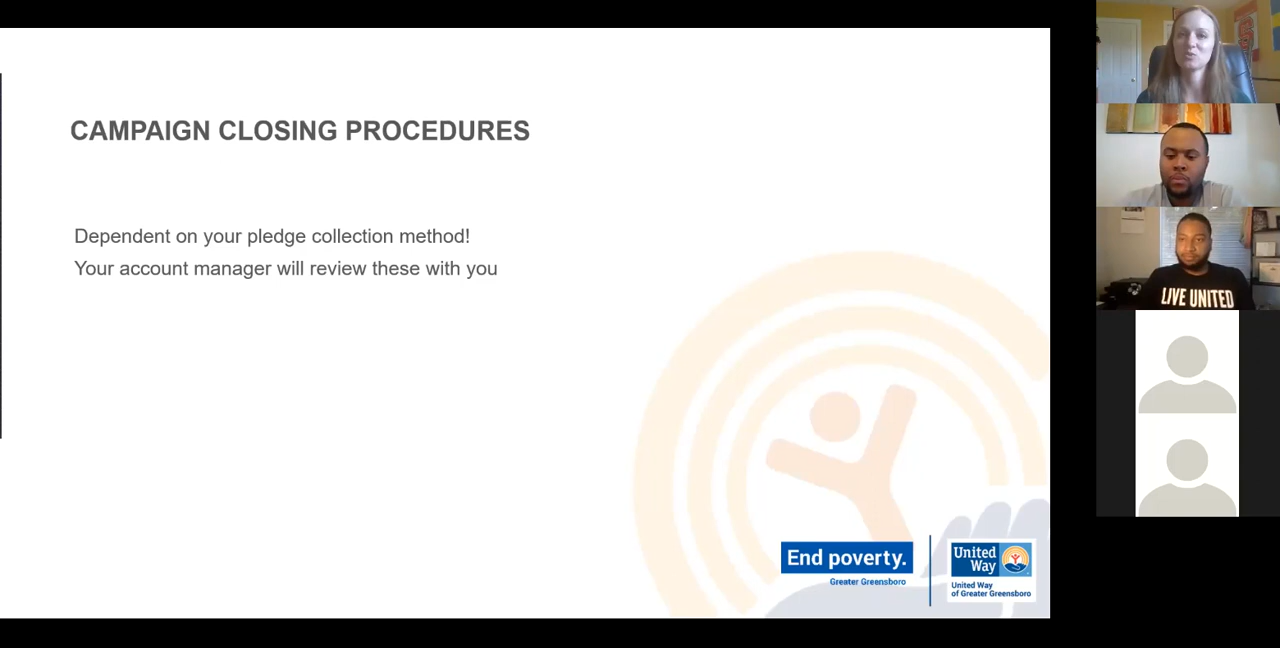 CAMPAIGN CLOSING PROCEDURES
Dependent on your pledge collection method!
Your account manager will review these with you
End poverty.
Greater Greensboro
United
Way
United Way
of Greater Greensboro
LIVE UNITED